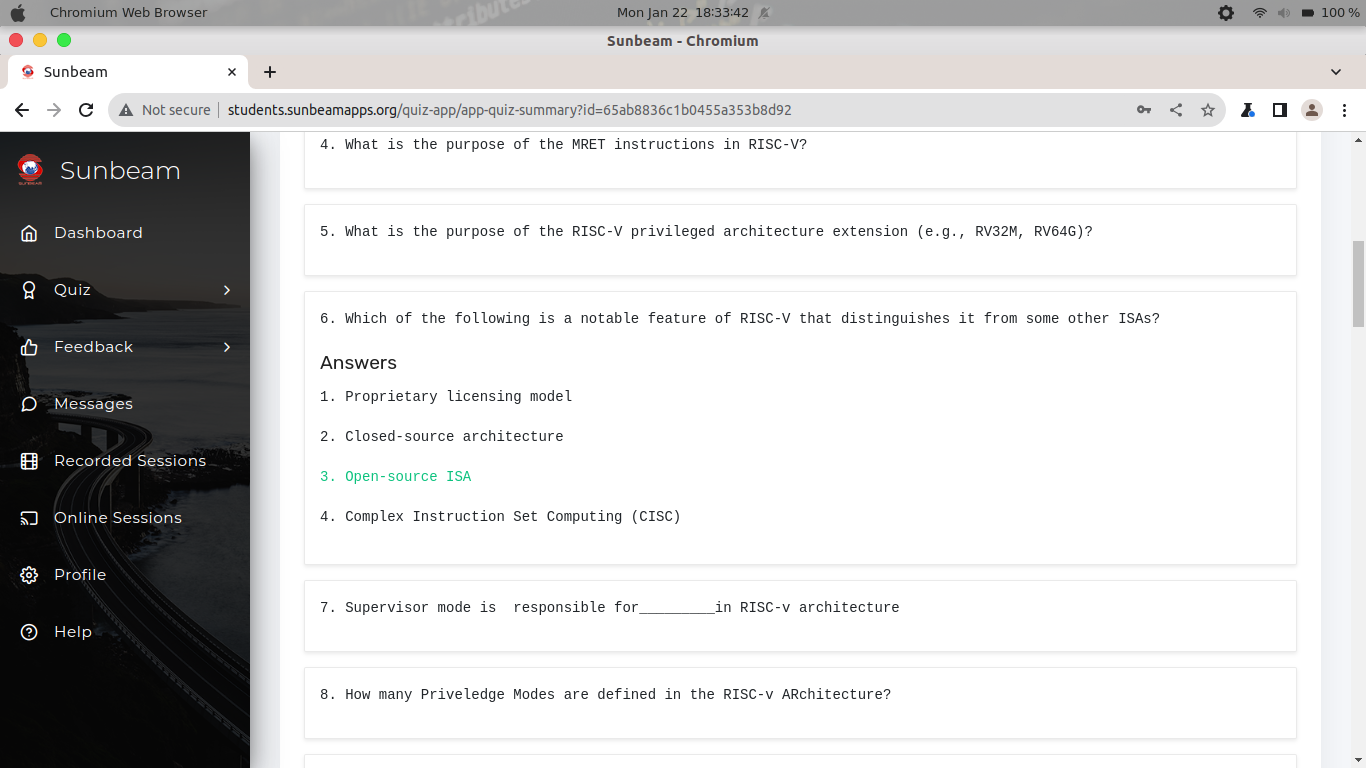 Chromium Web Browser
Mon Jan 22 18:33:42
100 %
Sunbeam - Chromium
Sunbeam
Not secure
students.sunbeamapps.org/quiz-app/app-quiz-summary?id=65ab8836c1b0455a353b8d92
Sunbeam
Dashboard
Quiz
Feedback
Messages
Recorded Sessions
Online Sessions
Profile
Help
4. What is the purpose of the MRET instructions in RISC-V?
5. What is the purpose of the RISC-V privileged architecture extension (e.g., RV32M, RV64G)?
6. Which of the following is a notable feature of RISC-V that distinguishes it from some other ISAs?
Answers
1. Proprietary licensing model
2. Closed-source architecture
3. Open-source ISA
4. Complex Instruction Set Computing (CISC)
7. Supervisor mode is  responsible for_________in RISC-v architecture
8. How many Priveledge Modes are defined in the RISC-v ARchitecture?